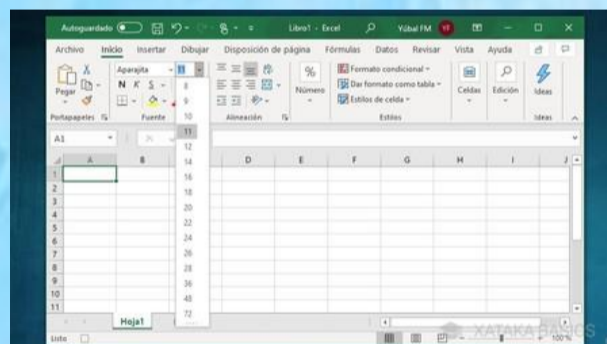 Autoguardado Libro1 - Excel Yúbal FM YF
Archivo Inicio Insertar Dibujar Disposición de página Fórmulas Datos Revisar Vista Ayuda
Pegar
Portapapeles
Aparajita 11
N K S
Fuente
Alineación
%
Número
Formato condicional
Dar formato como tabla
Estilos de celda
Estilos
Celdas
Edición
Ideas
Ideas
8
9
10
11
12
14
16
18
20
22
24
26
28
36
48
72
A1
A B D E F G H I J
1
2
3
4
5
6
7
8
9
10
11
Hoja1
Listo 100 %
XATAKA BASICS